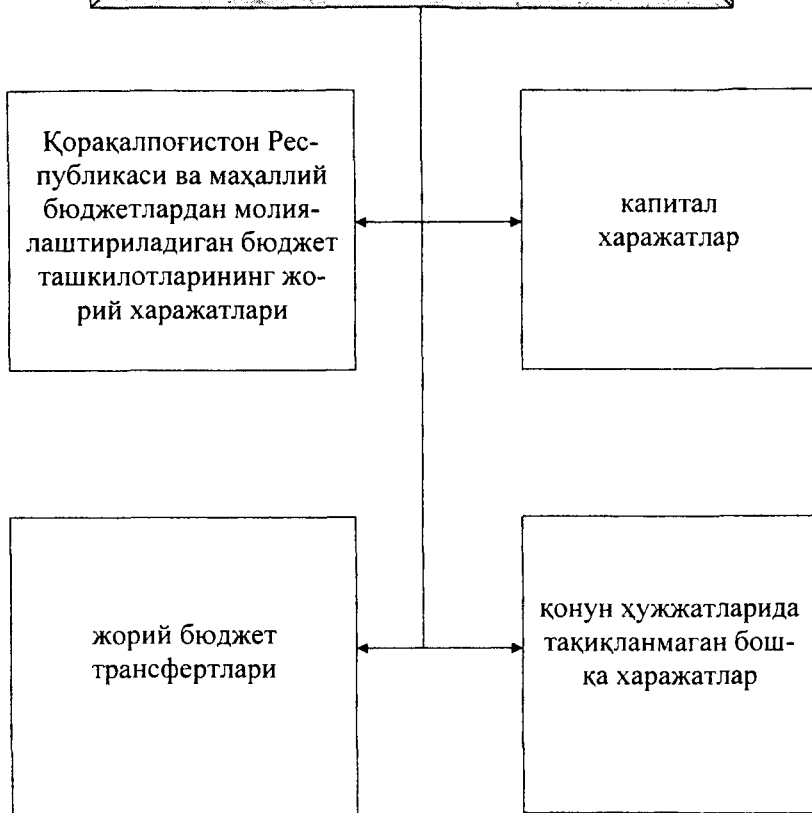 Қорақалпоғистон Рес-
публикаси ва маҳаллий
бюджетлардан молия-
лаштириладиган бюджет
ташкилотларининг жо-
рий харажатлари
капитал
харажатлар
жорий бюджет
трансфертлари
қонун ҳужжатларида
тақиқланмаган бош-
қа харажатлар